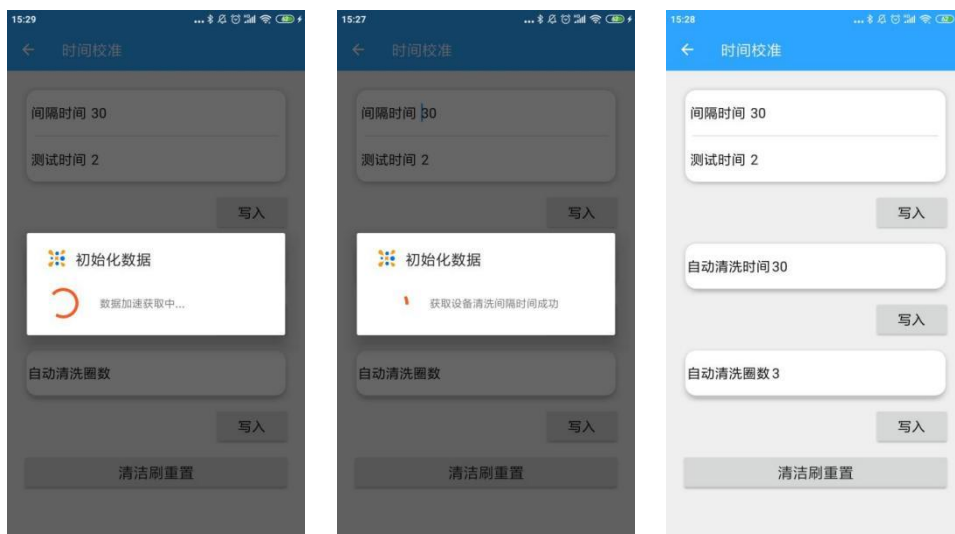 15:29
62
时间校准
间隔时间 30
测试时间 2
写入
初始化数据
数据加速获取中...
自动清洗圈数
写入
清洁刷重置
15:27
62
时间校准
间隔时间 30
测试时间 2
写入
初始化数据
获取设备清洗间隔时间成功
自动清洗圈数
写入
清洁刷重置
15:28
62
时间校准
间隔时间 30
测试时间 2
写入
自动清洗时间30
写入
自动清洗圈数3
写入
清洁刷重置